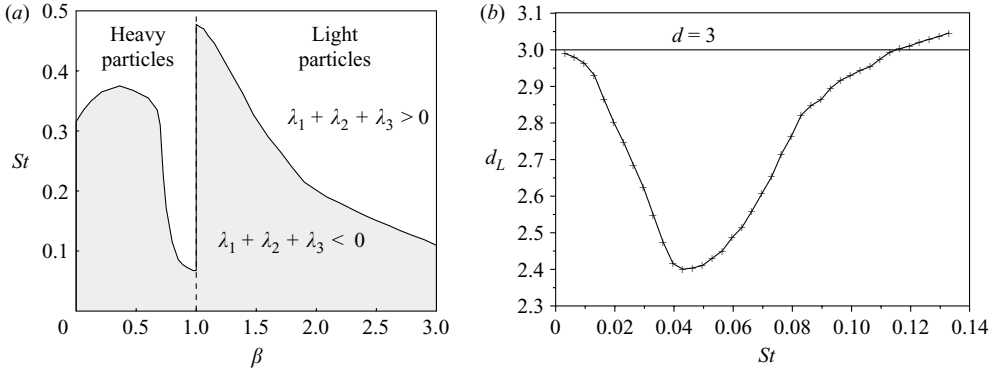 (a)
0.5
0.4
0.3
0.2
0.1
0
St
Heavy
particles
Light
particles
λ1 + λ2 + λ3 > 0
λ1 + λ2 + λ3 < 0
0.5
1.0
1.5
2.0
2.5
3.0
β
(b)
3.1
3.0
2.9
2.8
2.7
2.6
2.5
2.4
2.3
dL
d = 3
0
0.02
0.04
0.06
0.08
0.10
0.12
0.14
St